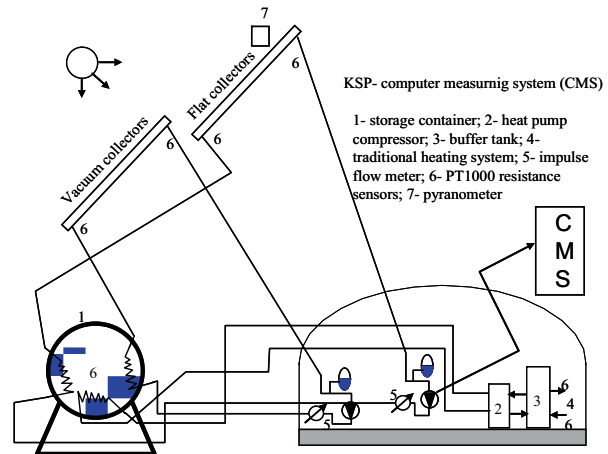 7
6
Flat collectors
6
KSP- computer measurnig system (CMS)
1- storage container; 2- heat pump
compressor; 3- buffer tank; 4-
traditional heating system; 5- impulse
flow meter; 6- PT1000 resistance
sensors; 7- pyranometer
Vacuum collectors
6
6
C
M
S
1
6
5
5
2
3
6
4
6